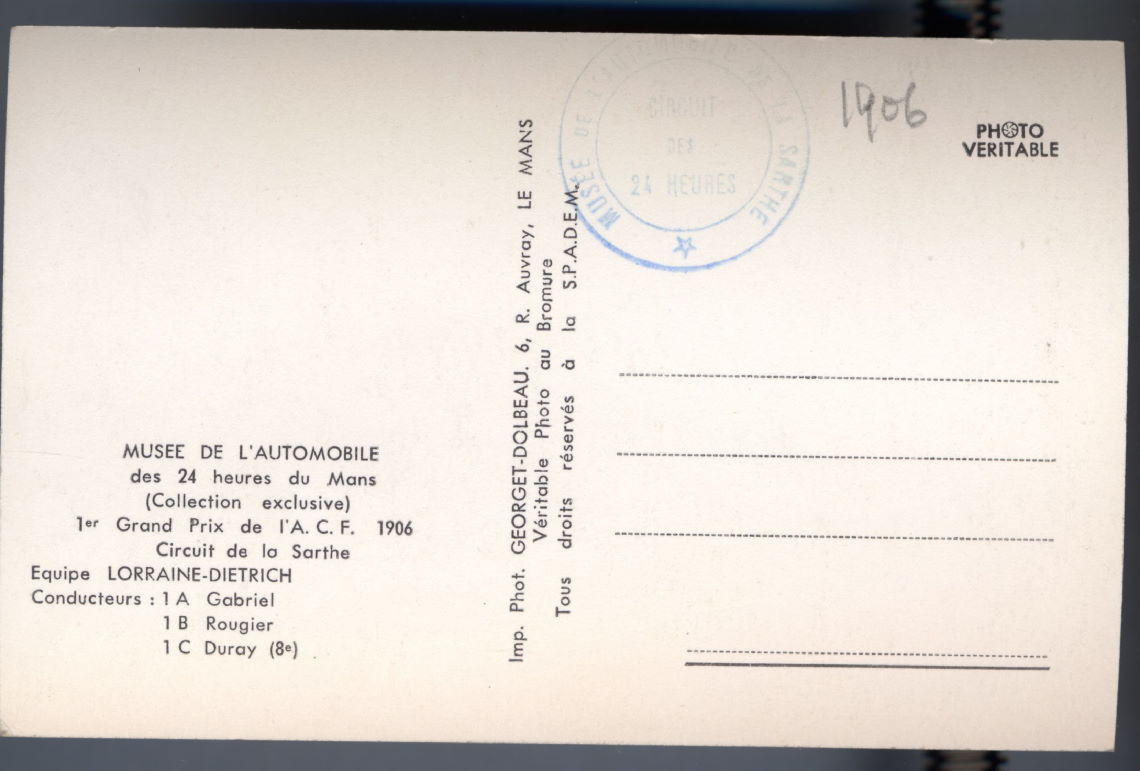 MUSEE DE L'AUTOMOBILE
des 24 heures du Mans
(Collection exclusive)
1er Grand Prix de l'A. C. F. 1906
Circuit de la Sarthe
Equipe LORRAINE-DIETRICH
Conducteurs : 1 A Gabriel
1 B Rougier
1 C Duray (8e)
Imp. Phot. GEORGET-DOLBEAU. 6, R. Auvray, LE MANS
Véritable Photo au Bromure
Tous droits réservés à la S.P.A.D.E.M.
MUSÉE DE L'AUTOMOBILE DE LA SARTHE
CIRCUIT
DES
24 HEURES
1906
PHOTO
VERITABLE